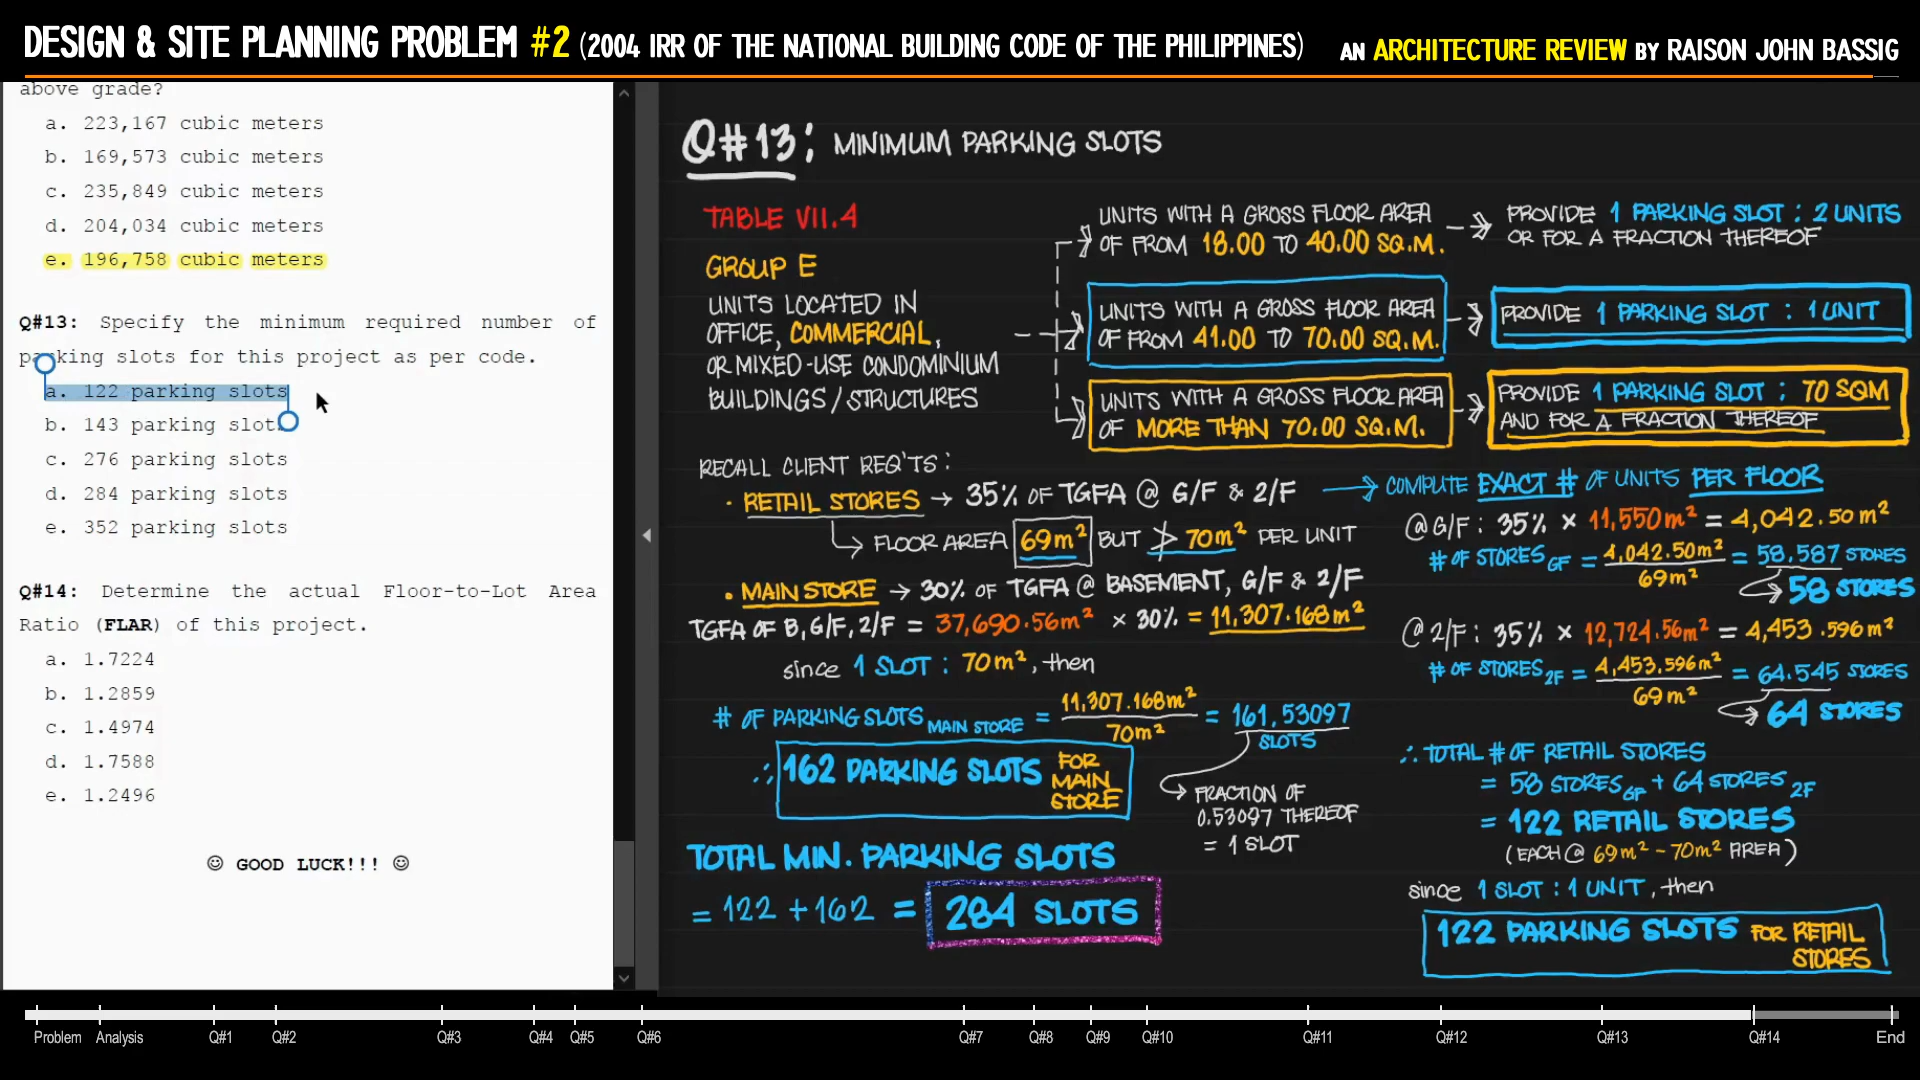 DESIGN & SITE PLANNING PROBLEM #2 (2004 IRR OF THE NATIONAL BUILDING CODE OF THE PHILIPPINES) AN ARCHITECTURE REVIEW BY RAISON JOHN BASSIG
above grade?
a. 223,167 cubic meters
b. 169,573 cubic meters
c. 235,849 cubic meters
d. 204,034 cubic meters
e. 196,758 cubic meters
Q#13: Specify the minimum required number of
parking slots for this project as per code.
a. 122 parking slots
b. 143 parking slots
c. 276 parking slots
d. 284 parking slots
e. 352 parking slots
Q#14: Determine the actual Floor-to-Lot Area
Ratio (FLAR) of this project.
a. 1.7224
b. 1.2859
c. 1.4974
d. 1.7588
e. 1.2496
☺ GOOD LUCK!!! ☺
Q#13: MINIMUM PARKING SLOTS
TABLE VII.4
GROUP E
UNITS LOCATED IN
OFFICE, COMMERCIAL,
OR MIXED-USE CONDOMINIUM
BUILDINGS/STRUCTURES
UNITS WITH A GROSS FLOOR AREA
OF FROM 18.00 TO 40.00 SQ.M.
PROVIDE 1 PARKING SLOT : 2 UNITS
OR FOR A FRACTION THEREOF
UNITS WITH A GROSS FLOOR AREA
OF FROM 41.00 TO 70.00 SQ.M.
PROVIDE 1 PARKING SLOT : 1 UNIT
UNITS WITH A GROSS FLOOR AREA
OF MORE THAN 70.00 SQ.M.
PROVIDE 1 PARKING SLOT : 70 SQM
AND FOR A FRACTION THEREOF
RECALL CLIENT REQ'TS:
• RETAIL STORES → 35% OF TGFA @ G/F & 2/F
FLOOR AREA 69m² BUT ≯ 70m² PER UNIT
• MAIN STORE → 30% OF TGFA @ BASEMENT, G/F & 2/F
TGFA OF B, G/F, 2/F = 37,690.56m² × 30% = 11,307.168m²
since 1 SLOT : 70m², then
# OF PARKING SLOTS MAIN STORE = 11,307.168m² / 70m² = 161.53097 SLOTS
∴ 162 PARKING SLOTS FOR MAIN STORE
FRACTION OF
0.53097 THEREOF
= 1 SLOT
TOTAL MIN. PARKING SLOTS
= 122 + 162 = 284 SLOTS
→ COMPUTE EXACT # OF UNITS PER FLOOR
@ G/F: 35% × 11,550m² = 4,042.50m²
# OF STORES GF = 4,042.50m² / 69m² = 58.587 STORES
58 STORES
@ 2/F: 35% × 12,724.56m² = 4,453.596m²
# OF STORES 2F = 4,453.596m² / 69m² = 64.545 STORES
64 STORES
∴ TOTAL # OF RETAIL STORES
= 58 STORES GF + 64 STORES 2F
= 122 RETAIL STORES
(EACH @ 69m² - 70m² AREA)
since 1 SLOT : 1 UNIT, then
122 PARKING SLOTS FOR RETAIL STORES
Problem Analysis Q#1 Q#2 Q#3 Q#4 Q#5 Q#6 Q#7 Q#8 Q#9 Q#10 Q#11 Q#12 Q#13 Q#14 End